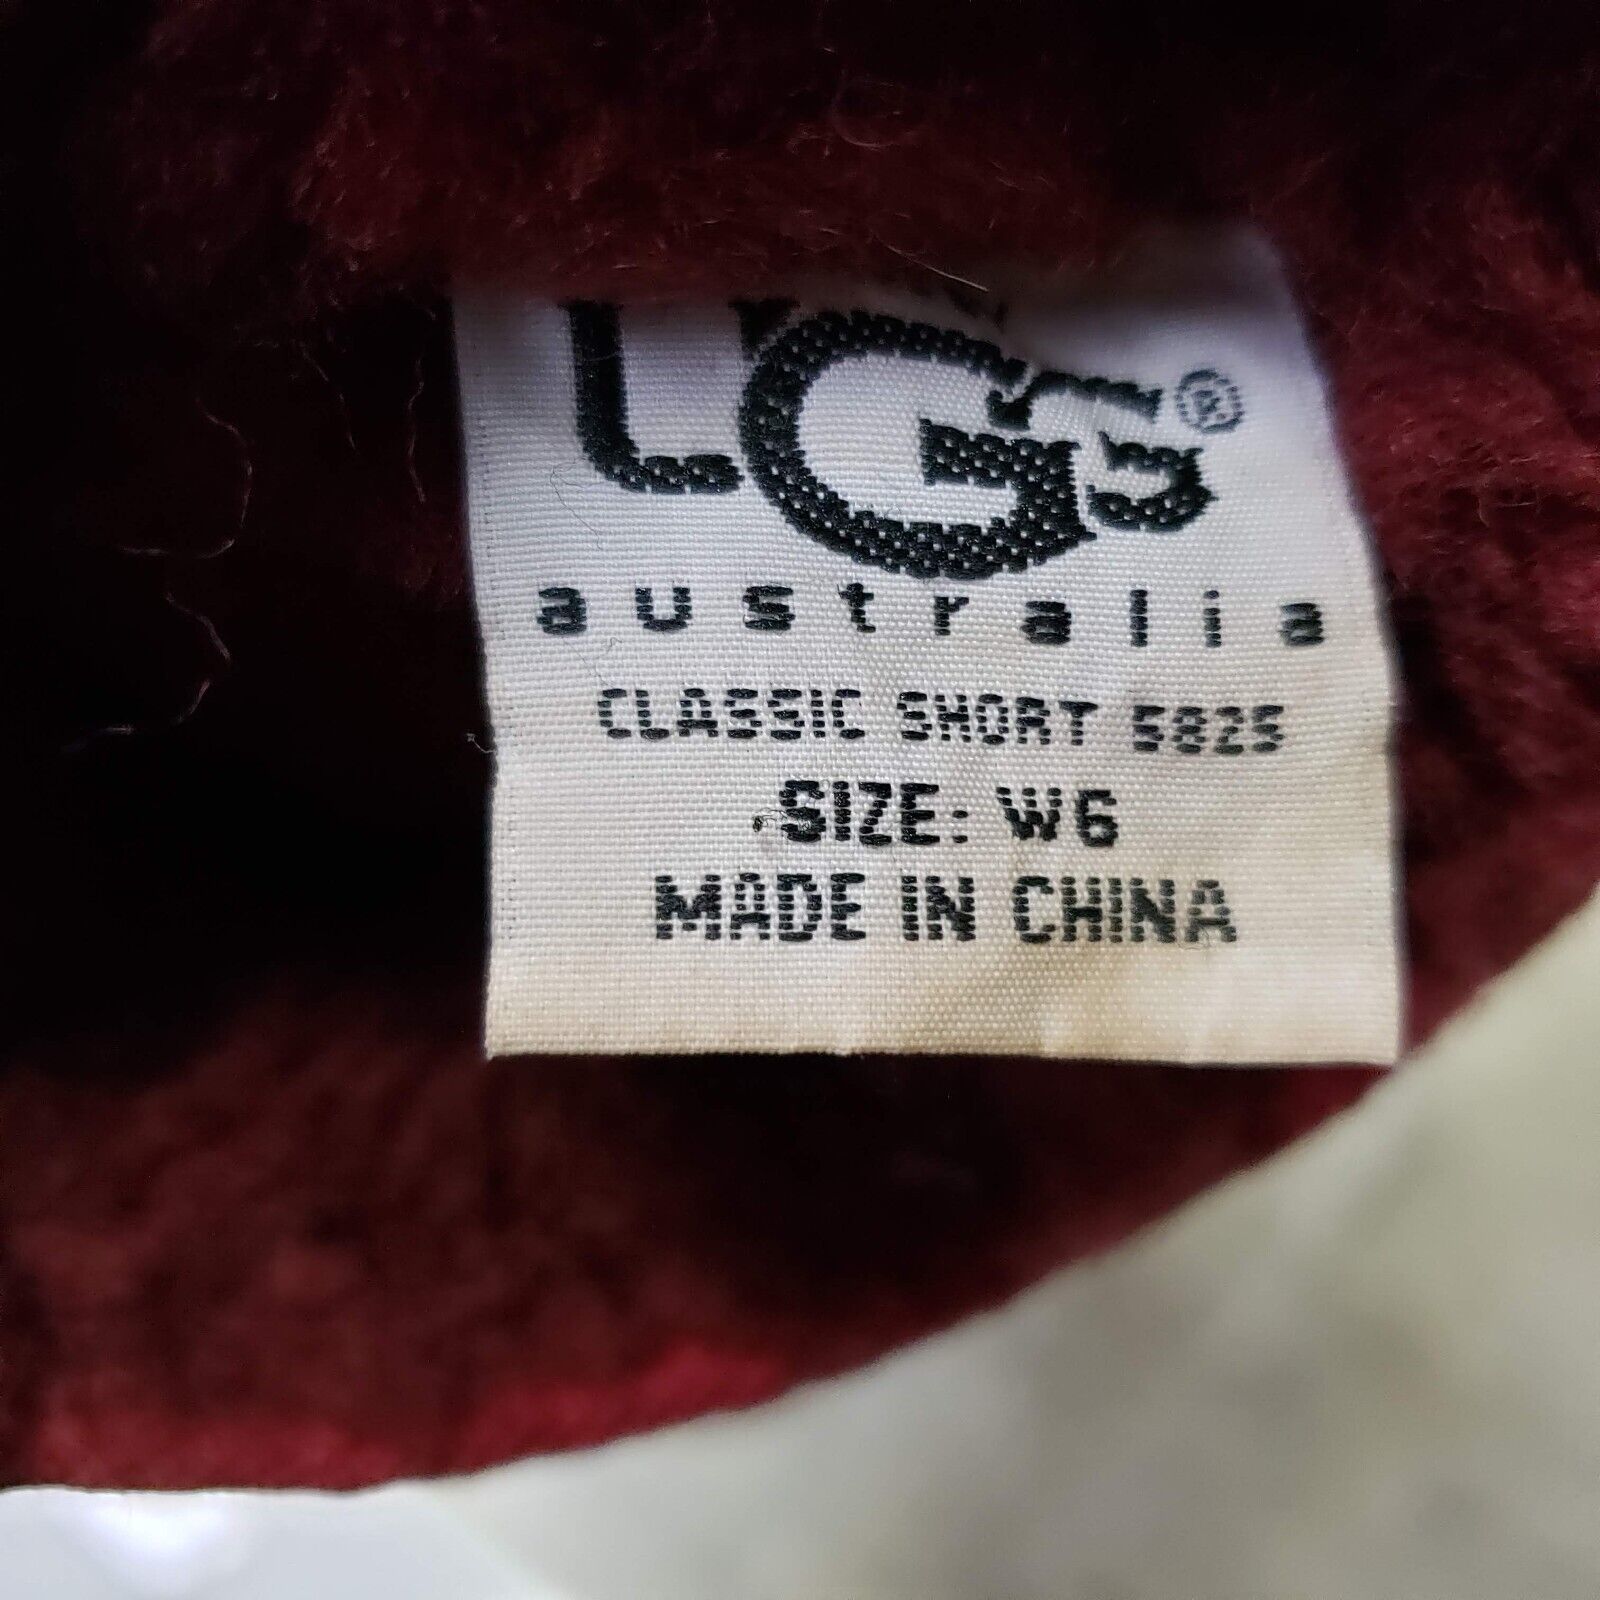 UGG®
australia
CLASSIC SHORT 5825
SIZE: W6
MADE IN CHINA